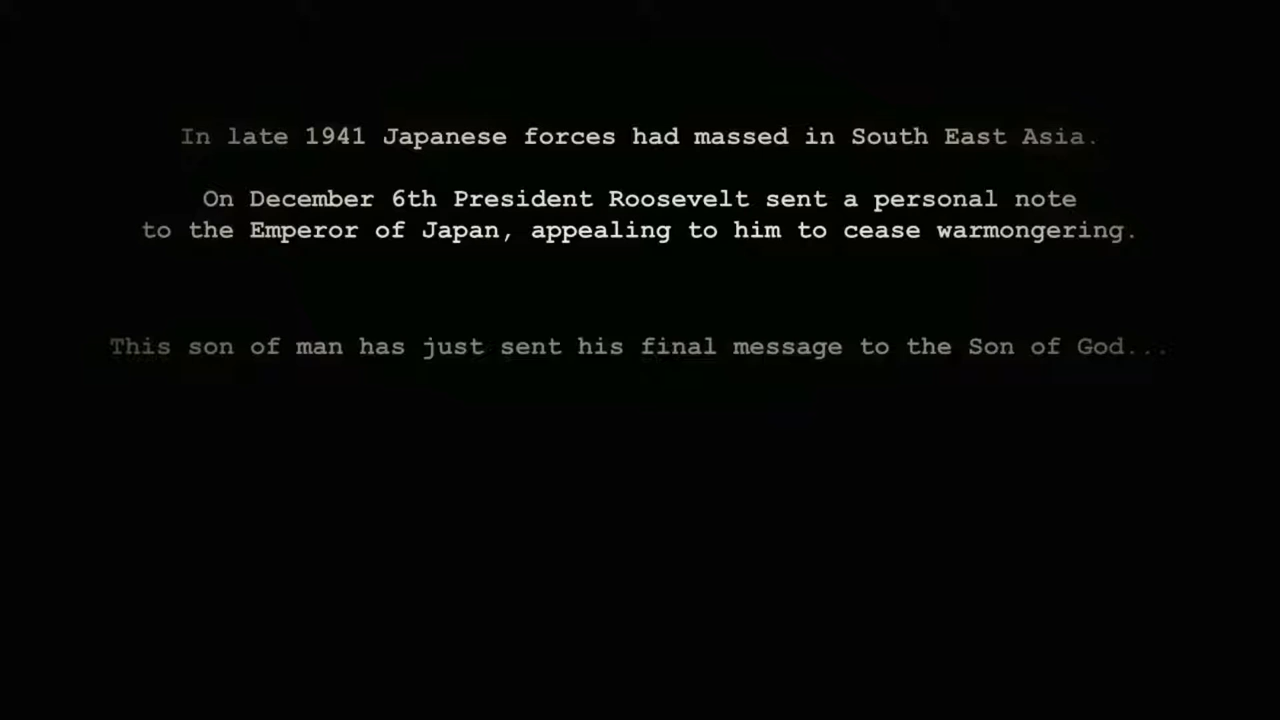 In late 1941 Japanese forces had massed in South East Asia.
On December 6th President Roosevelt sent a personal note
to the Emperor of Japan, appealing to him to cease warmongering.
This son of man has just sent his final message to the Son of God...